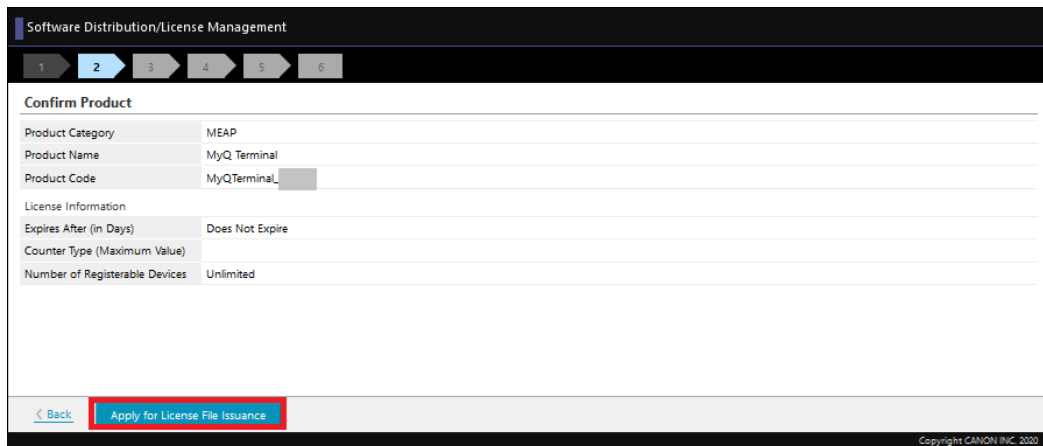 Software Distribution/License Management
1 2 3 4 5 6
Confirm Product
Product Category MEAP
Product Name MyQ Terminal
Product Code MyQTerminal_
License Information
Expires After (in Days) Does Not Expire
Counter Type (Maximum Value)
Number of Registerable Devices Unlimited
< Back Apply for License File Issuance
Copyright CANON INC. 2020